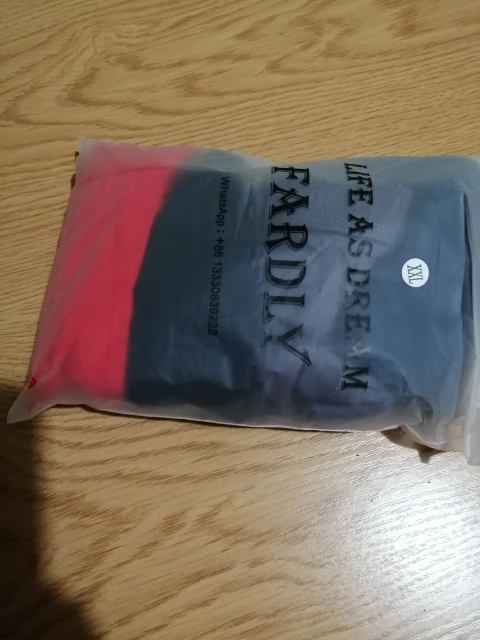 LIFE AS DREAM
FARDLY
WhatsApp : +86 13330839222
XXL